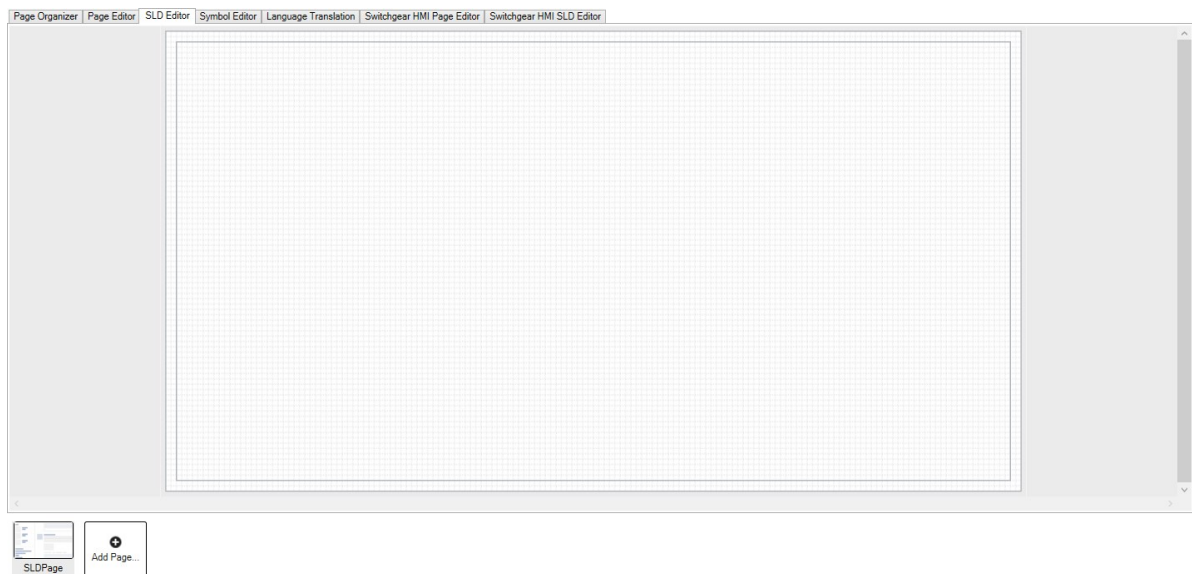 Page Organizer Page Editor SLD Editor Symbol Editor Language Translation Switchgear HMI Page Editor Switchgear HMI SLD Editor
SLDPage
Add Page...